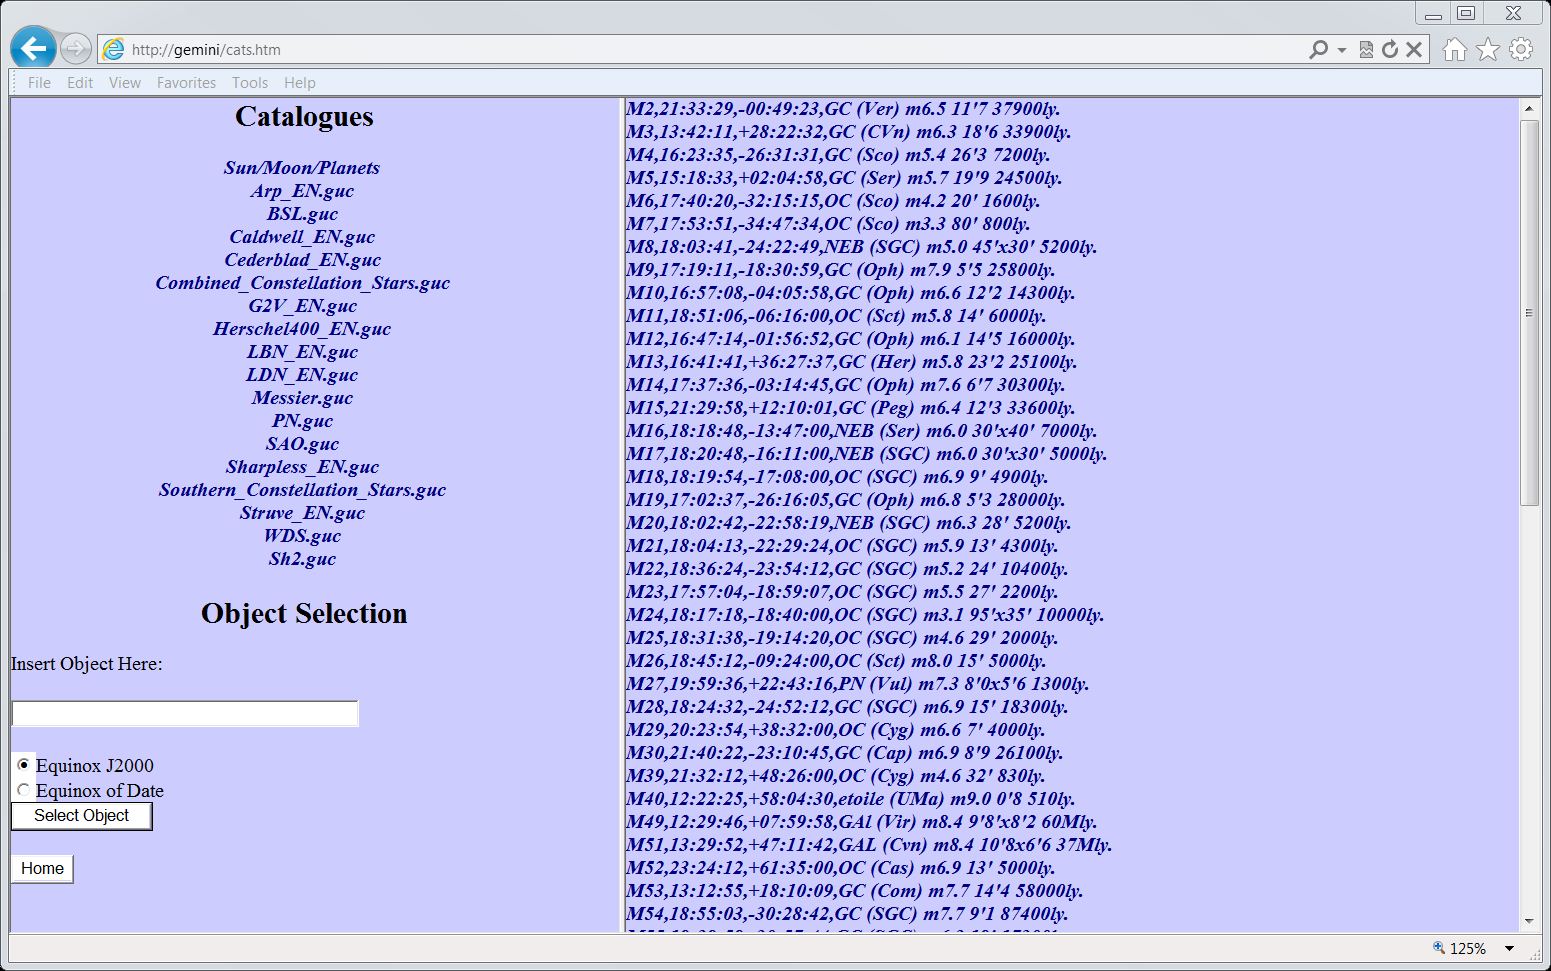 http://gemini/cats.htm
File Edit View Favorites Tools Help
Catalogues
Sun/Moon/Planets
Arp_EN.guc
BSL.guc
Caldwell_EN.guc
Cederblad_EN.guc
Combined_Constellation_Stars.guc
G2V_EN.guc
Herschel400_EN.guc
LBN_EN.guc
LDN_EN.guc
Messier.guc
PN.guc
SAO.guc
Sharpless_EN.guc
Southern_Constellation_Stars.guc
Struve_EN.guc
WDS.guc
Sh2.guc
Object Selection
Insert Object Here:
Equinox J2000
Equinox of Date
Select Object
Home
M2,21:33:29,-00:49:23,GC (Ver) m6.5 11'7 37900ly.
M3,13:42:11,+28:22:32,GC (CVn) m6.3 18'6 33900ly.
M4,16:23:35,-26:31:31,GC (Sco) m5.4 26'3 7200ly.
M5,15:18:33,+02:04:58,GC (Ser) m5.7 19'9 24500ly.
M6,17:40:20,-32:15:15,OC (Sco) m4.2 20' 1600ly.
M7,17:53:51,-34:47:34,OC (Sco) m3.3 80' 800ly.
M8,18:03:41,-24:22:49,NEB (SGC) m5.0 45'x30' 5200ly.
M9,17:19:11,-18:30:59,GC (Oph) m7.9 5'5 25800ly.
M10,16:57:08,-04:05:58,GC (Oph) m6.6 12'2 14300ly.
M11,18:51:06,-06:16:00,OC (Sct) m5.8 14' 6000ly.
M12,16:47:14,-01:56:52,GC (Oph) m6.1 14'5 16000ly.
M13,16:41:41,+36:27:37,GC (Her) m5.8 23'2 25100ly.
M14,17:37:36,-03:14:45,GC (Oph) m7.6 6'7 30300ly.
M15,21:29:58,+12:10:01,GC (Peg) m6.4 12'3 33600ly.
M16,18:18:48,-13:47:00,NEB (Ser) m6.0 30'x40' 7000ly.
M17,18:20:48,-16:11:00,NEB (SGC) m6.0 30'x30' 5000ly.
M18,18:19:54,-17:08:00,OC (SGC) m6.9 9' 4900ly.
M19,17:02:37,-26:16:05,GC (Oph) m6.8 5'3 28000ly.
M20,18:02:42,-22:58:19,NEB (SGC) m6.3 28' 5200ly.
M21,18:04:13,-22:29:24,OC (SGC) m5.9 13' 4300ly.
M22,18:36:24,-23:54:12,GC (SGC) m5.2 24' 10400ly.
M23,17:57:04,-18:59:07,OC (SGC) m5.5 27' 2200ly.
M24,18:17:18,-18:40:00,OC (SGC) m3.1 95'x35' 10000ly.
M25,18:31:38,-19:14:20,OC (SGC) m4.6 29' 2000ly.
M26,18:45:12,-09:24:00,OC (Sct) m8.0 15' 5000ly.
M27,19:59:36,+22:43:16,PN (Vul) m7.3 8'0x5'6 1300ly.
M28,18:24:32,-24:52:12,GC (SGC) m6.9 15' 18300ly.
M29,20:23:54,+38:32:00,OC (Cyg) m6.6 7' 4000ly.
M30,21:40:22,-23:10:45,GC (Cap) m6.9 8'9 26100ly.
M39,21:32:12,+48:26:00,OC (Cyg) m4.6 32' 830ly.
M40,12:22:25,+58:04:30,etoile (UMa) m9.0 0'8 510ly.
M49,12:29:46,+07:59:58,GAl (Vir) m8.4 9'8'x8'2 60Mly.
M51,13:29:52,+47:11:42,GAL (Cvn) m8.4 10'8x6'6 37Mly.
M52,23:24:12,+61:35:00,OC (Cas) m6.9 13' 5000ly.
M53,13:12:55,+18:10:09,GC (Com) m7.7 14'4 58000ly.
M54,18:55:03,-30:28:42,GC (SGC) m7.7 9'1 87400ly.
125%